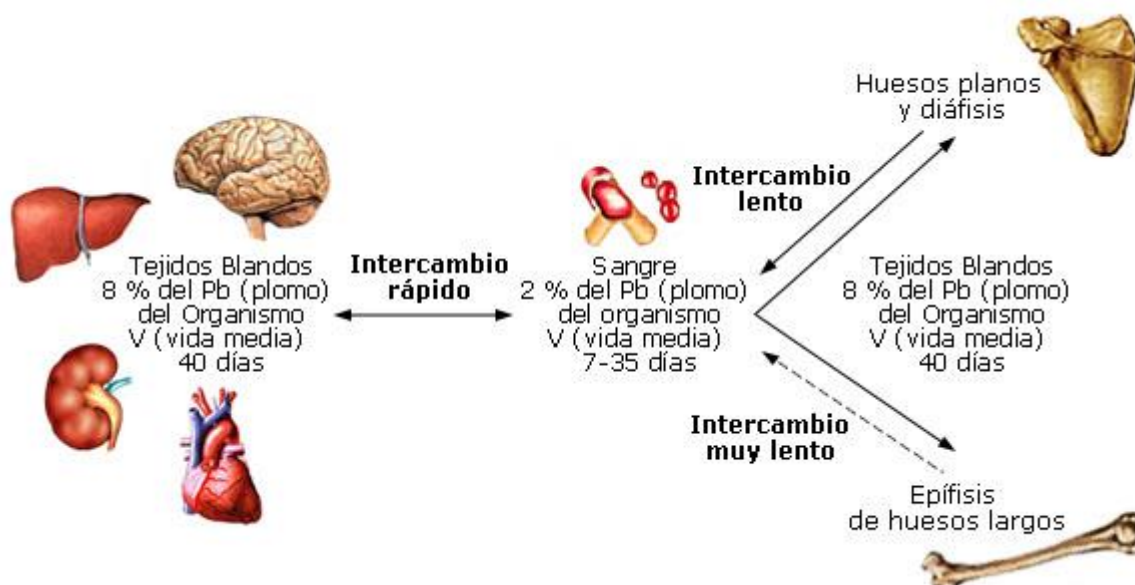 Huesos planos
y diáfisis
Intercambio
lento
Tejidos Blandos
8 % del Pb (plomo)
del Organismo
V (vida media)
40 días
Intercambio
rápido
Sangre
2 % del Pb (plomo)
del organismo
V (vida media)
7-35 días
Tejidos Blandos
8 % del Pb (plomo)
del Organismo
V (vida media)
40 días
Intercambio
muy lento
Epífisis
de huesos largos